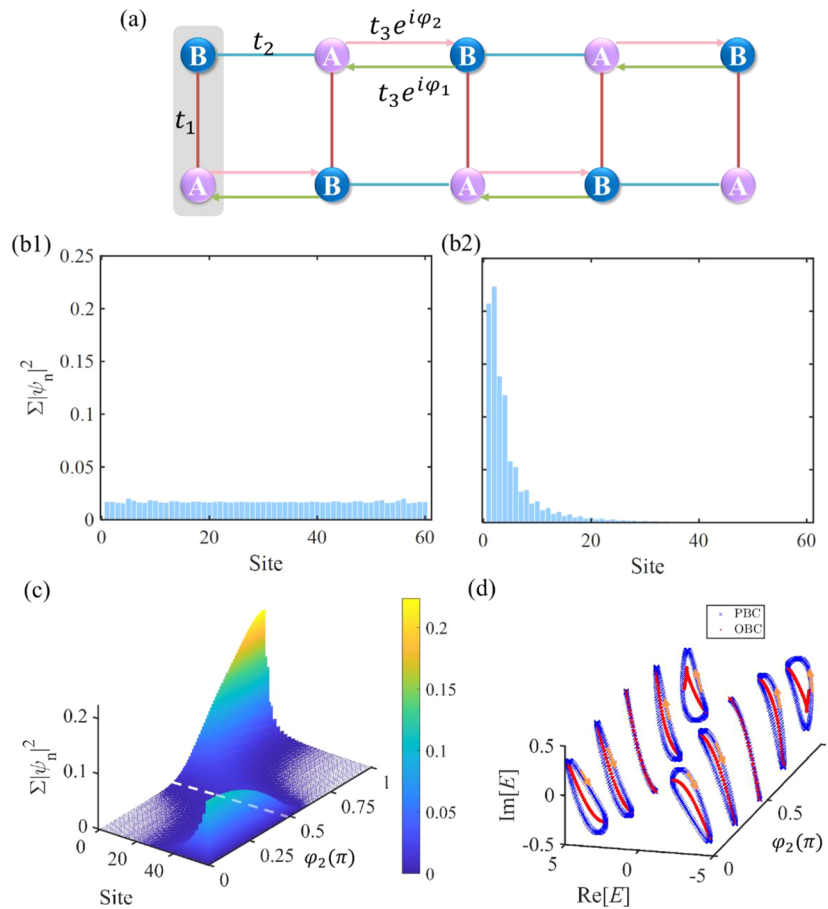 (a)
B t₂ A t₃e^{iφ₂} B A B
t₃e^{iφ₁}
t₁
A B A B A
(b1)
(b2)
0.25
0.2
0.15
0.1
0.05
0
Σ|ψₙ|²
0 20 40 60
Site
0 20 40 60
Site
(c)
0.2
0.1
0
Σ|ψₙ|²
0
20
40
Site
0
0.25
0.5
0.75
1
φ₂(π)
0.2
0.15
0.1
0.05
0
(d)
PBC
OBC
0.5
0
-0.5
Im[E]
5 0 -5
Re[E]
0
0.5
φ₂(π)